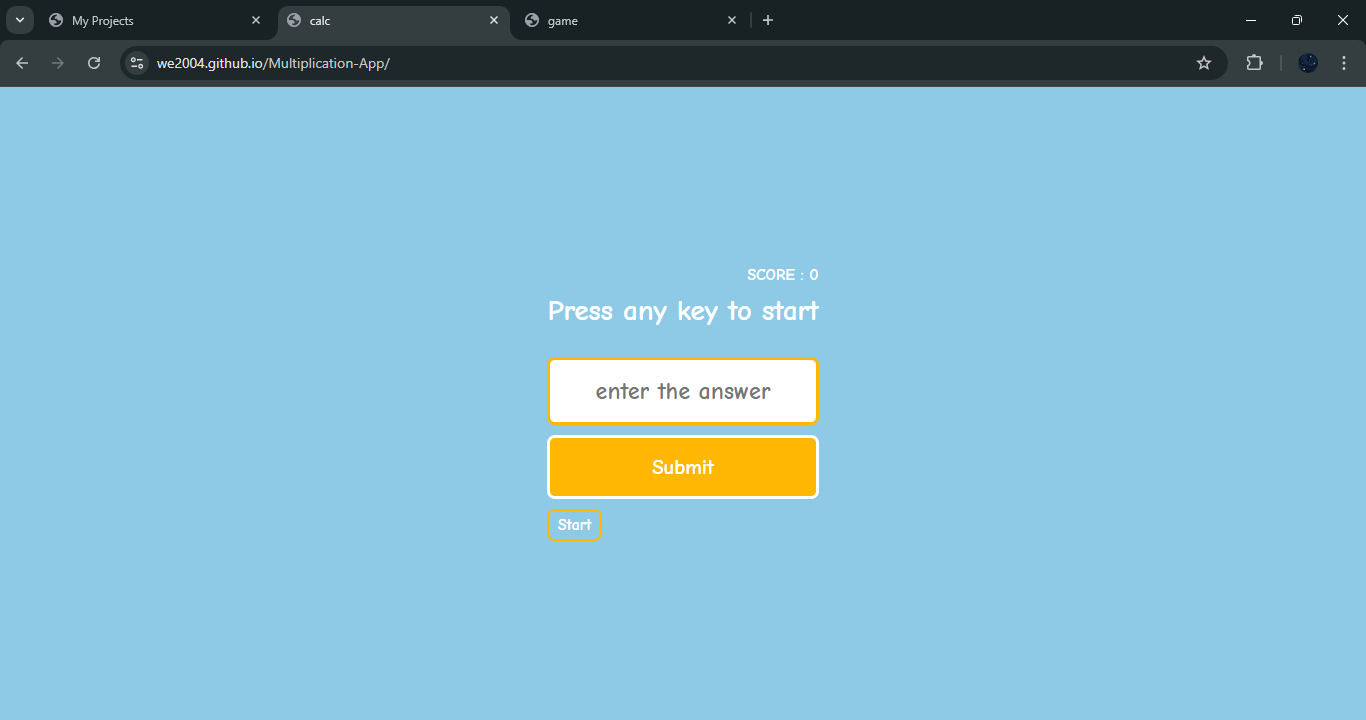 My Projects
calc
game
we2004.github.io/Multiplication-App/
SCORE : 0
Press any key to start
enter the answer
Submit
Start